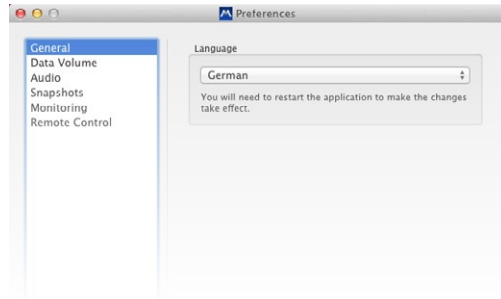 Preferences
General
Data Volume
Audio
Snapshots
Monitoring
Remote Control
Language
German
You will need to restart the application to make the changes
take effect.